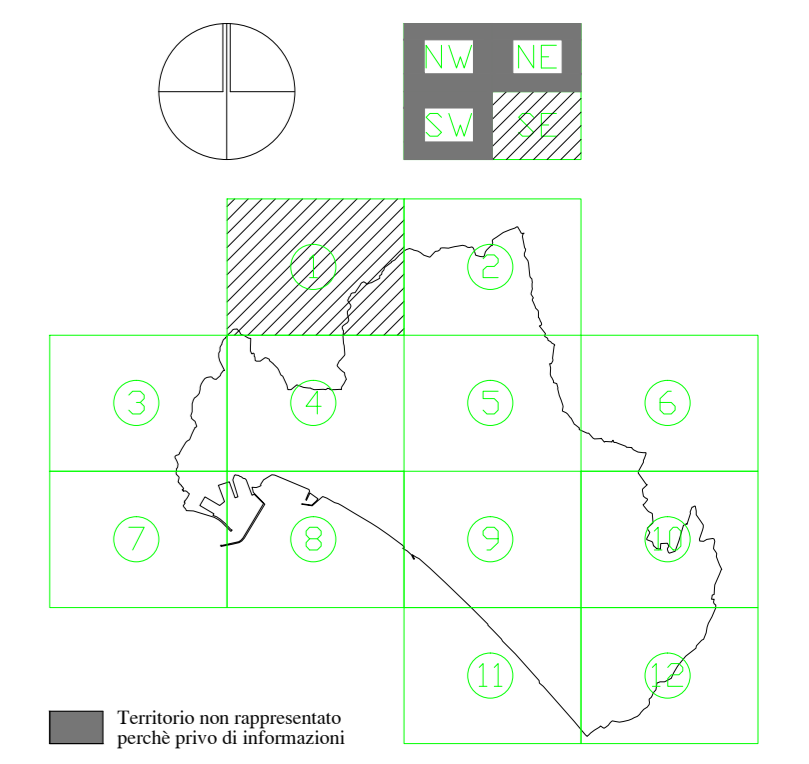 NW NE
SW SE
1 2
3 4 5 6
7 8 9 10
11 12
Territorio non rappresentato
perchè privo di informazioni